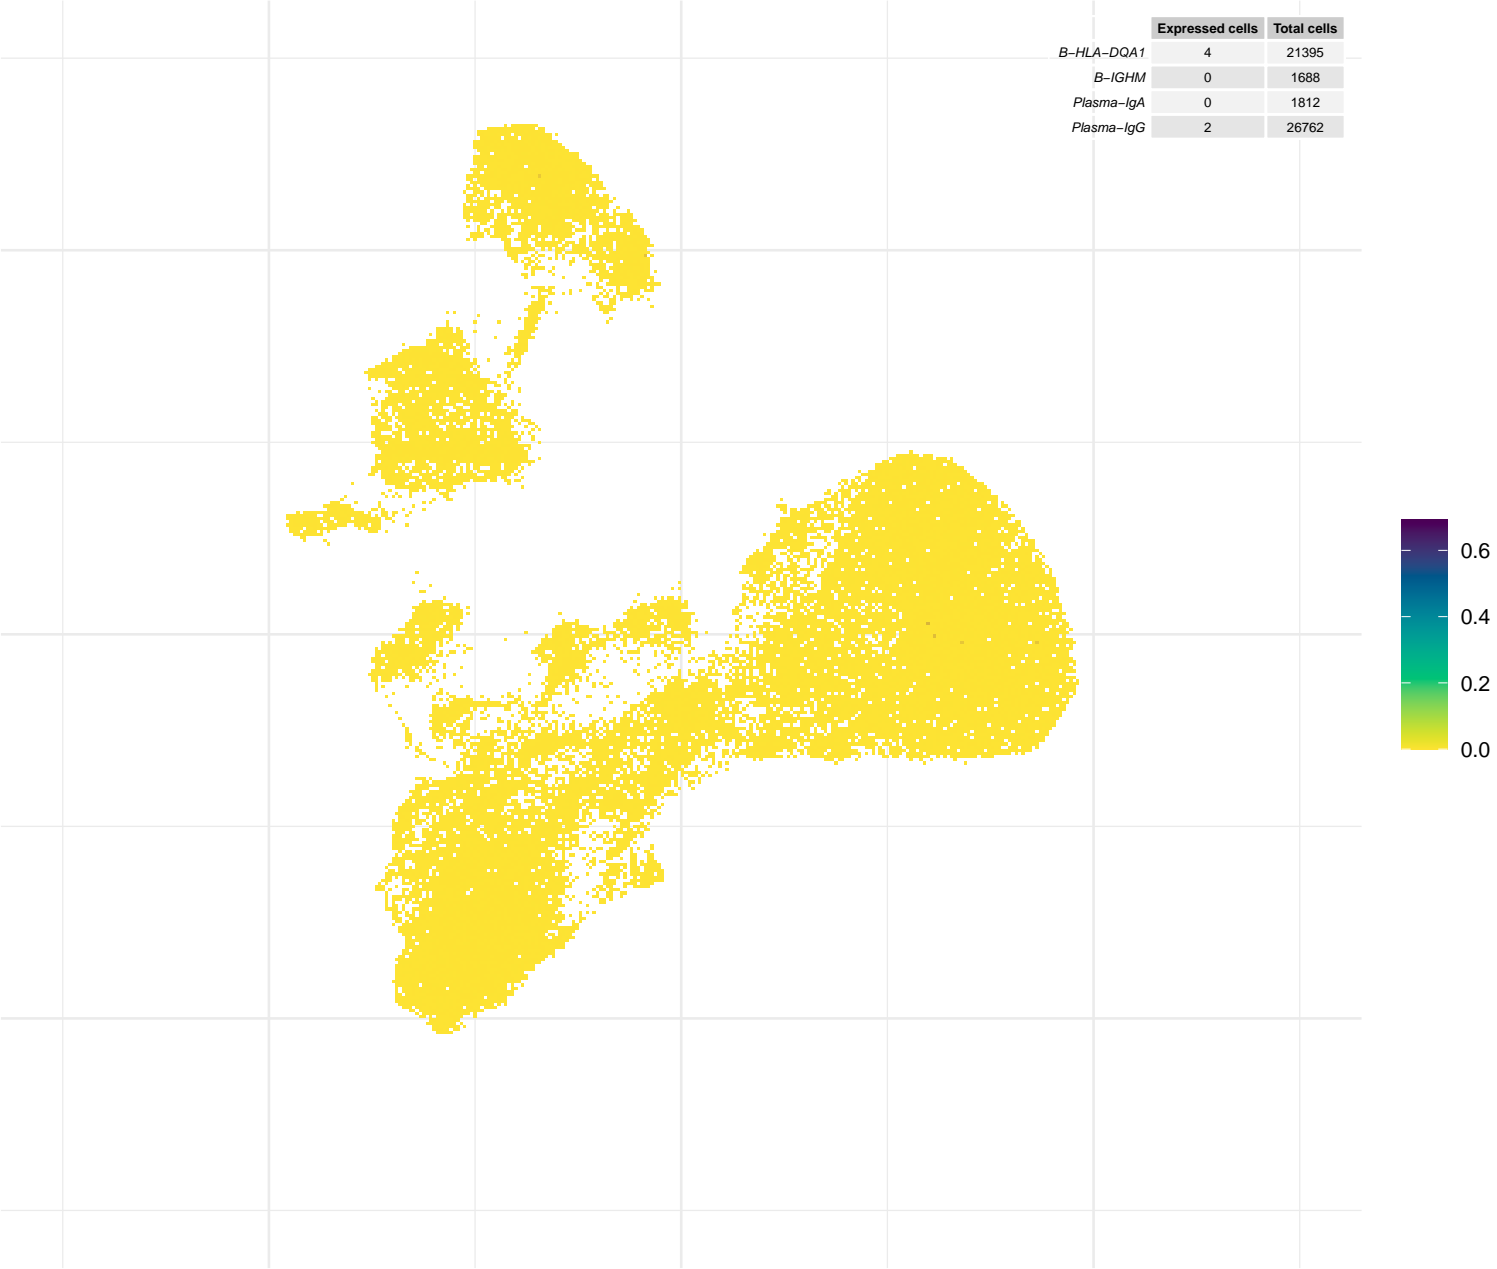 Expressed cells Total cells
B−HLA−DQA1 4 21395
B−IGHM 0 1688
Plasma−IgA 0 1812
Plasma−IgG 2 26762
0.6
0.4
0.2
0.0